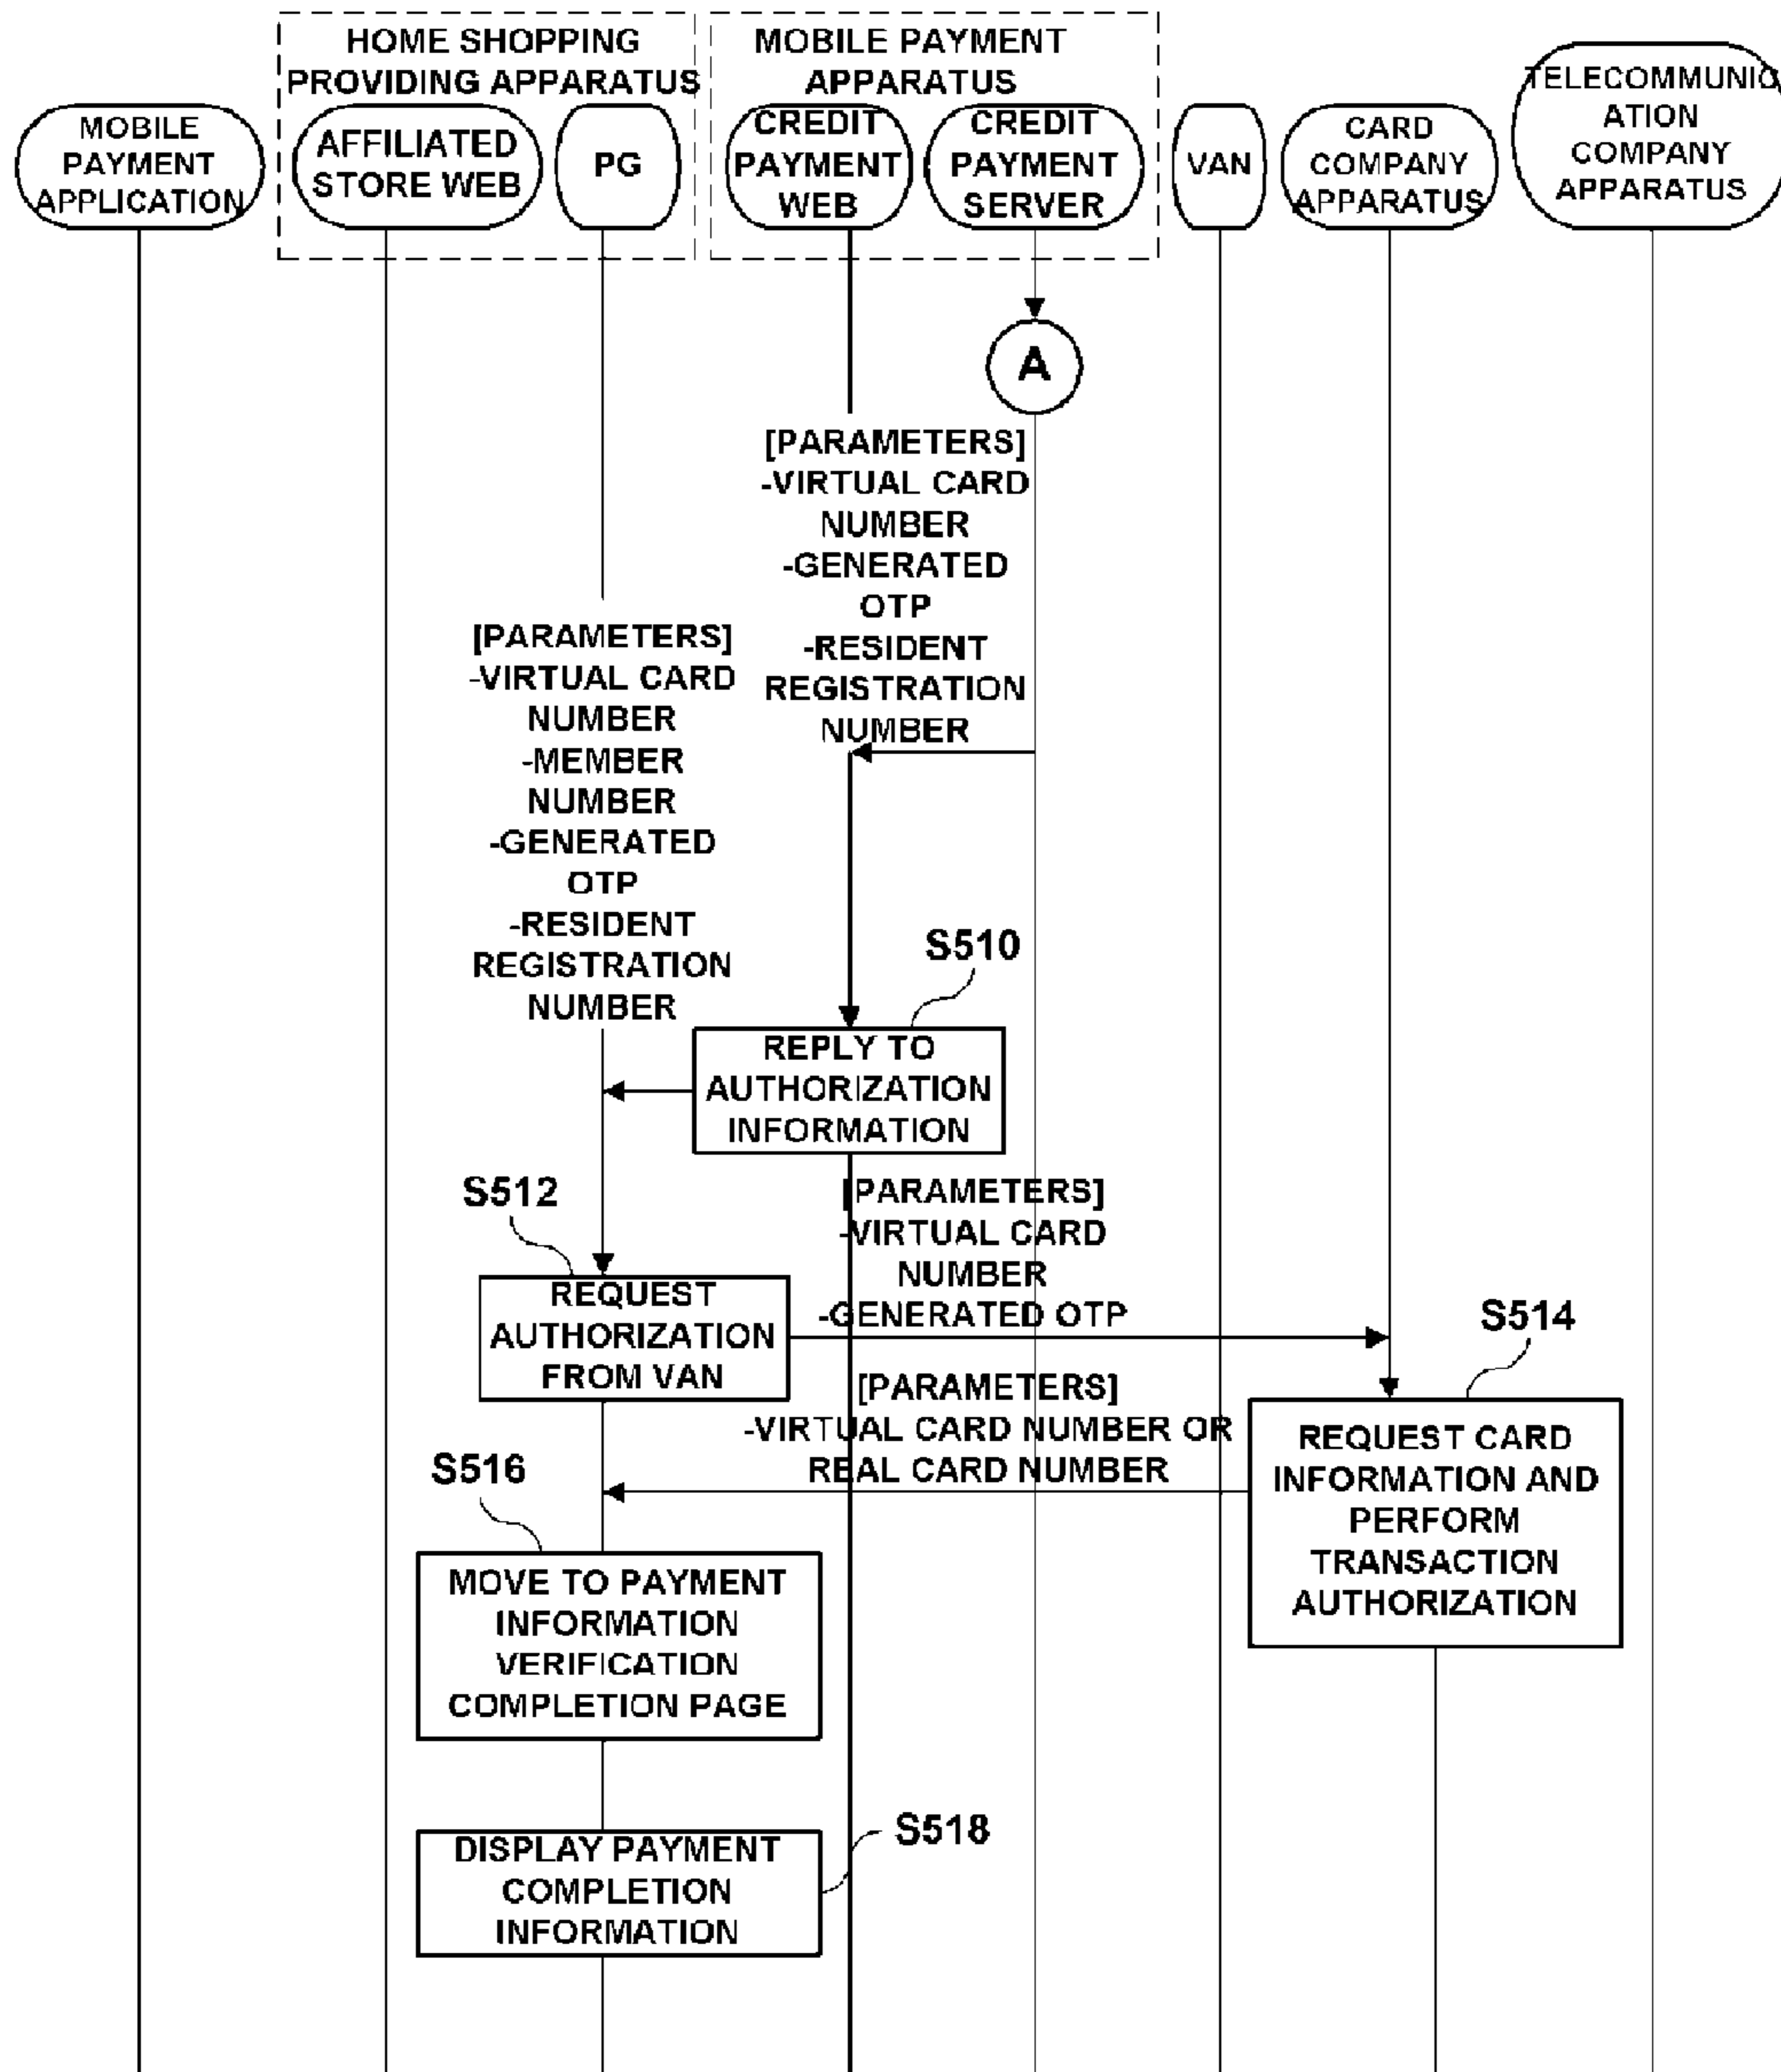 HOME SHOPPING
PROVIDING APPARATUS
MOBILE PAYMENT
APPARATUS
MOBILE
PAYMENT
APPLICATION
AFFILIATED
STORE WEB
PG
CREDIT
PAYMENT
WEB
CREDIT
PAYMENT
SERVER
VAN
CARD
COMPANY
APPARATUS
TELECOMMUNIC
ATION
COMPANY
APPARATUS
A
[PARAMETERS]
-VIRTUAL CARD
NUMBER
-GENERATED
OTP
-RESIDENT
REGISTRATION
NUMBER
[PARAMETERS]
-VIRTUAL CARD
NUMBER
-MEMBER
NUMBER
-GENERATED
OTP
-RESIDENT
REGISTRATION
NUMBER
S510
REPLY TO
AUTHORIZATION
INFORMATION
S512
REQUEST
AUTHORIZATION
FROM VAN
[PARAMETERS]
-VIRTUAL CARD
NUMBER
-GENERATED OTP
S514
REQUEST CARD
INFORMATION AND
PERFORM
TRANSACTION
AUTHORIZATION
[PARAMETERS]
-VIRTUAL CARD NUMBER OR
REAL CARD NUMBER
S516
MOVE TO PAYMENT
INFORMATION
VERIFICATION
COMPLETION PAGE
S518
DISPLAY PAYMENT
COMPLETION
INFORMATION